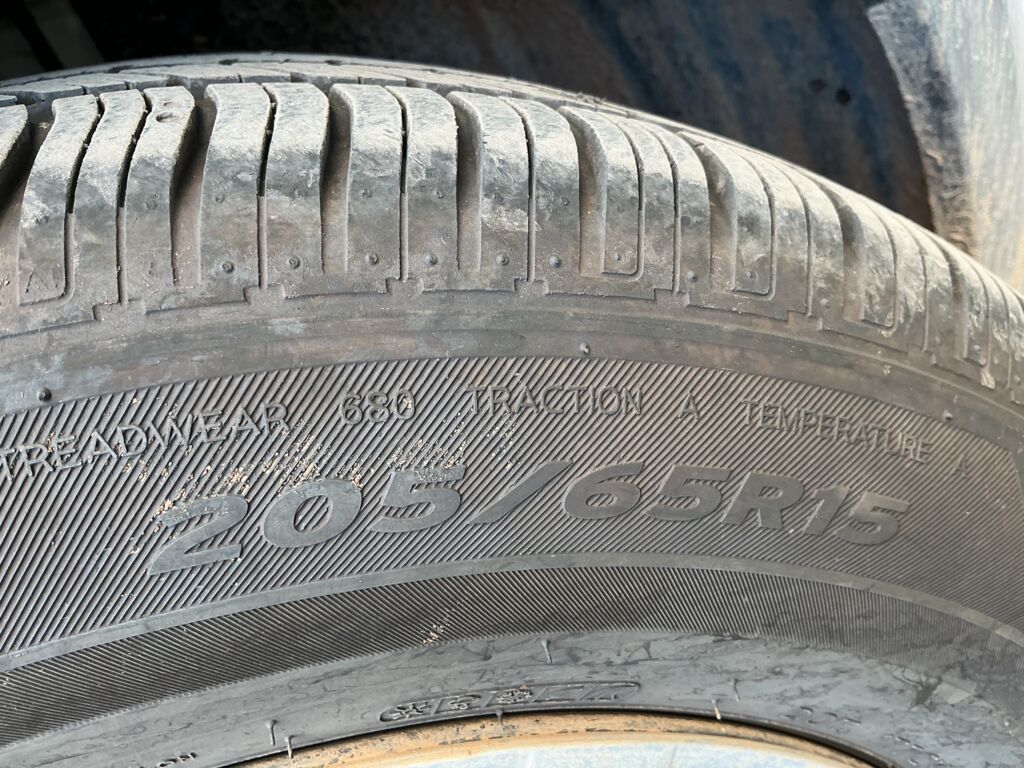 TREADWEAR 680 TRACTION A TEMPERATURE A
205/65R15